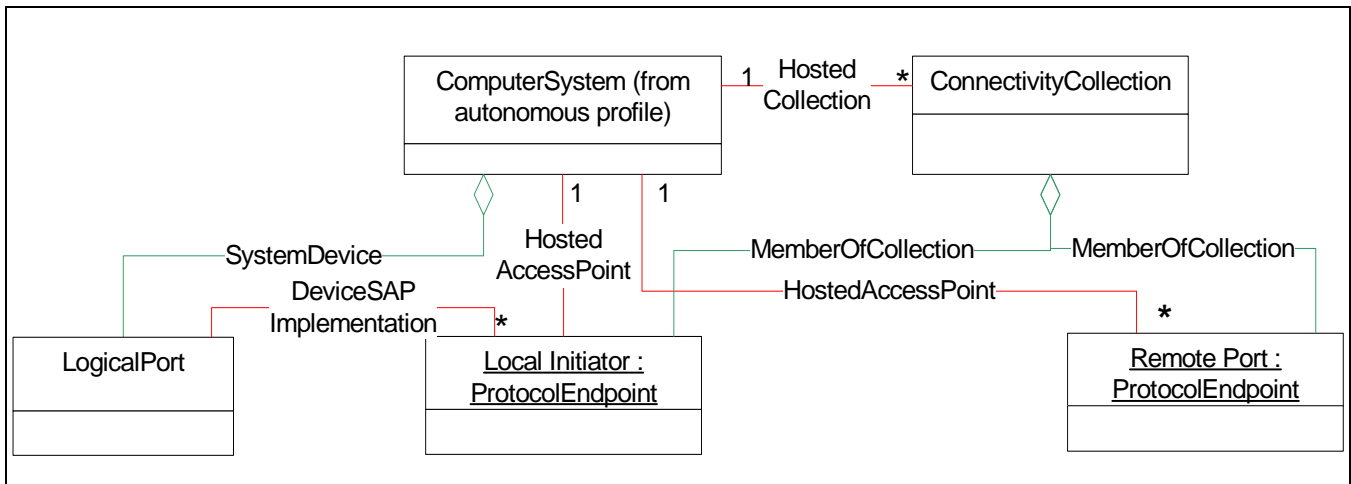 ComputerSystem (from
autonomous profile)
1
Hosted
Collection
*
ConnectivityCollection
1
1
SystemDevice
Hosted
AccessPoint
MemberOfCollection
MemberOfCollection
HostedAccessPoint
DeviceSAP
Implementation
*
*
LogicalPort
Local Initiator :
ProtocolEndpoint
Remote Port :
ProtocolEndpoint